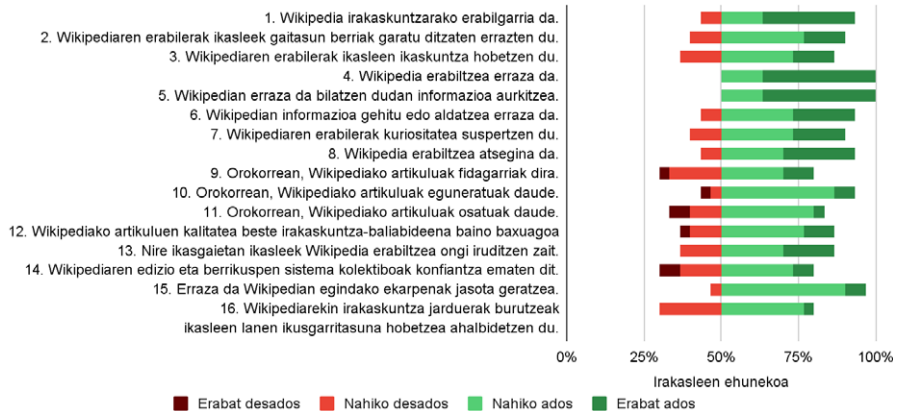 1. Wikipedia irakaskuntzarako erabilgarria da.
2. Wikipediaren erabilerak ikasleek gaitasun berriak garatu ditzaten errazten du.
3. Wikipediaren erabilerak ikasleen ikaskuntza hobetzen du.
4. Wikipedia erabiltzea erraza da.
5. Wikipedian erraza da bilatzen dudan informazioa aurkitzea.
6. Wikipedian informazioa gehitu edo aldatzea erraza da.
7. Wikipediaren erabilerak kuriositatea suspertzen du.
8. Wikipedia erabiltzea atsegina da.
9. Orokorrean, Wikipediako artikuluak fidagarriak dira.
10. Orokorrean, Wikipediako artikuluak eguneratuak daude.
11. Orokorrean, Wikipediako artikuluak osatuak daude.
12. Wikipediako artikuluen kalitatea beste irakaskuntza-baliabideena baino baxuagoa
13. Nire ikasgaietan ikasleek Wikipedia erabiltzea ongi iruditzen zait.
14. Wikipediaren edizio eta berrikuspen sistema kolektiboak konfiantza ematen dit.
15. Erraza da Wikipedian egindako ekarpenak jasota geratzea.
16. Wikipediarekin irakaskuntza jarduerak burutzeak
ikasleen lanen ikusgarritasuna hobetzea ahalbidetzen du.
0% 25% 50% 75% 100%
Irakasleen ehunekoa
Erabat desados Nahiko desados Nahiko ados Erabat ados